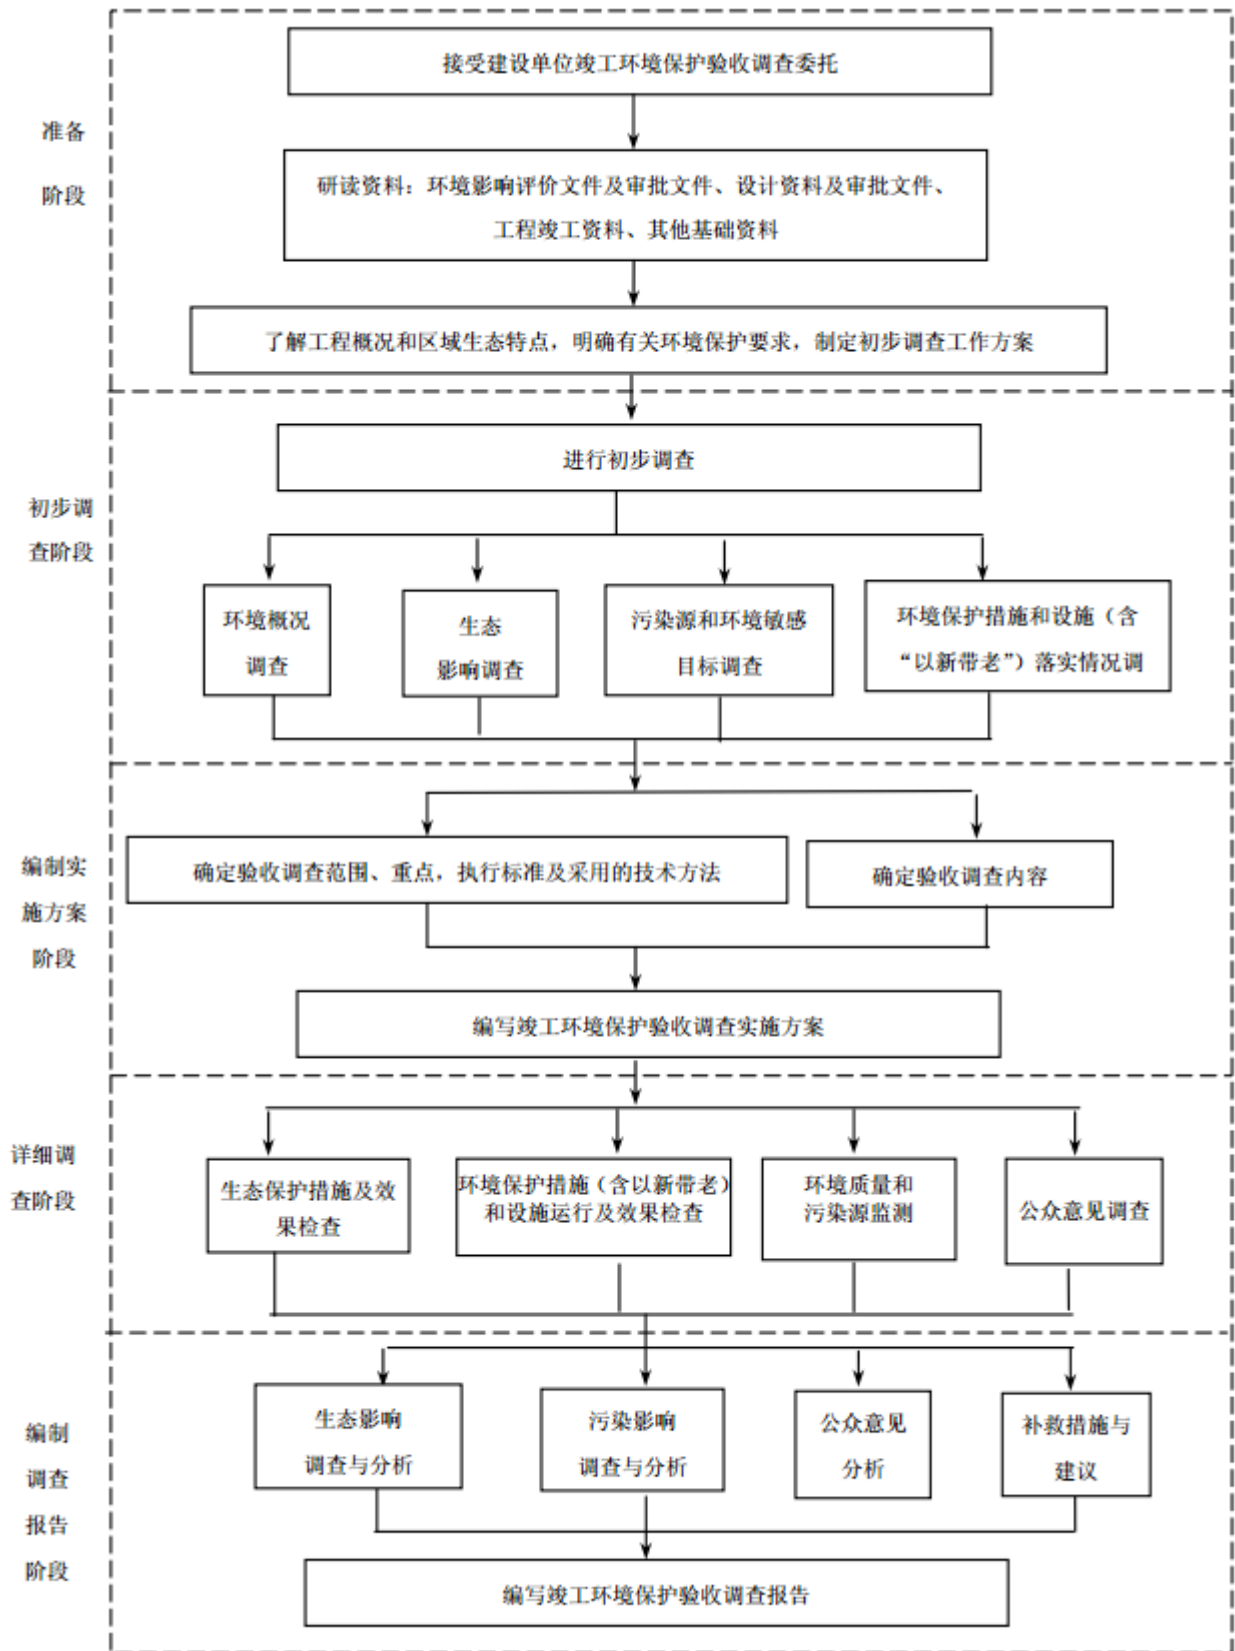 接受建设单位竣工环境保护验收调查委托
准备
阶段
研读资料：环境影响评价文件及审批文件、设计资料及审批文件、
工程竣工资料、其他基础资料
了解工程概况和区域生态特点，明确有关环境保护要求，制定初步调查工作方案
初步调
查阶段
进行初步调查
环境概况
调查
生态
影响调查
污染源和环境敏感
目标调查
环境保护措施和设施（含
“以新带老”）落实情况调
编制实
施方案
阶段
确定验收调查范围、重点，执行标准及采用的技术方法
确定验收调查内容
编写竣工环境保护验收调查实施方案
详细调
查阶段
生态保护措施及效
果检查
环境保护措施（含以新带老）
和设施运行及效果检查
环境质量和
污染源监测
公众意见调查
编制
调查
报告
阶段
生态影响
调查与分析
污染影响
调查与分析
公众意见
分析
补救措施与
建议
编写竣工环境保护验收调查报告